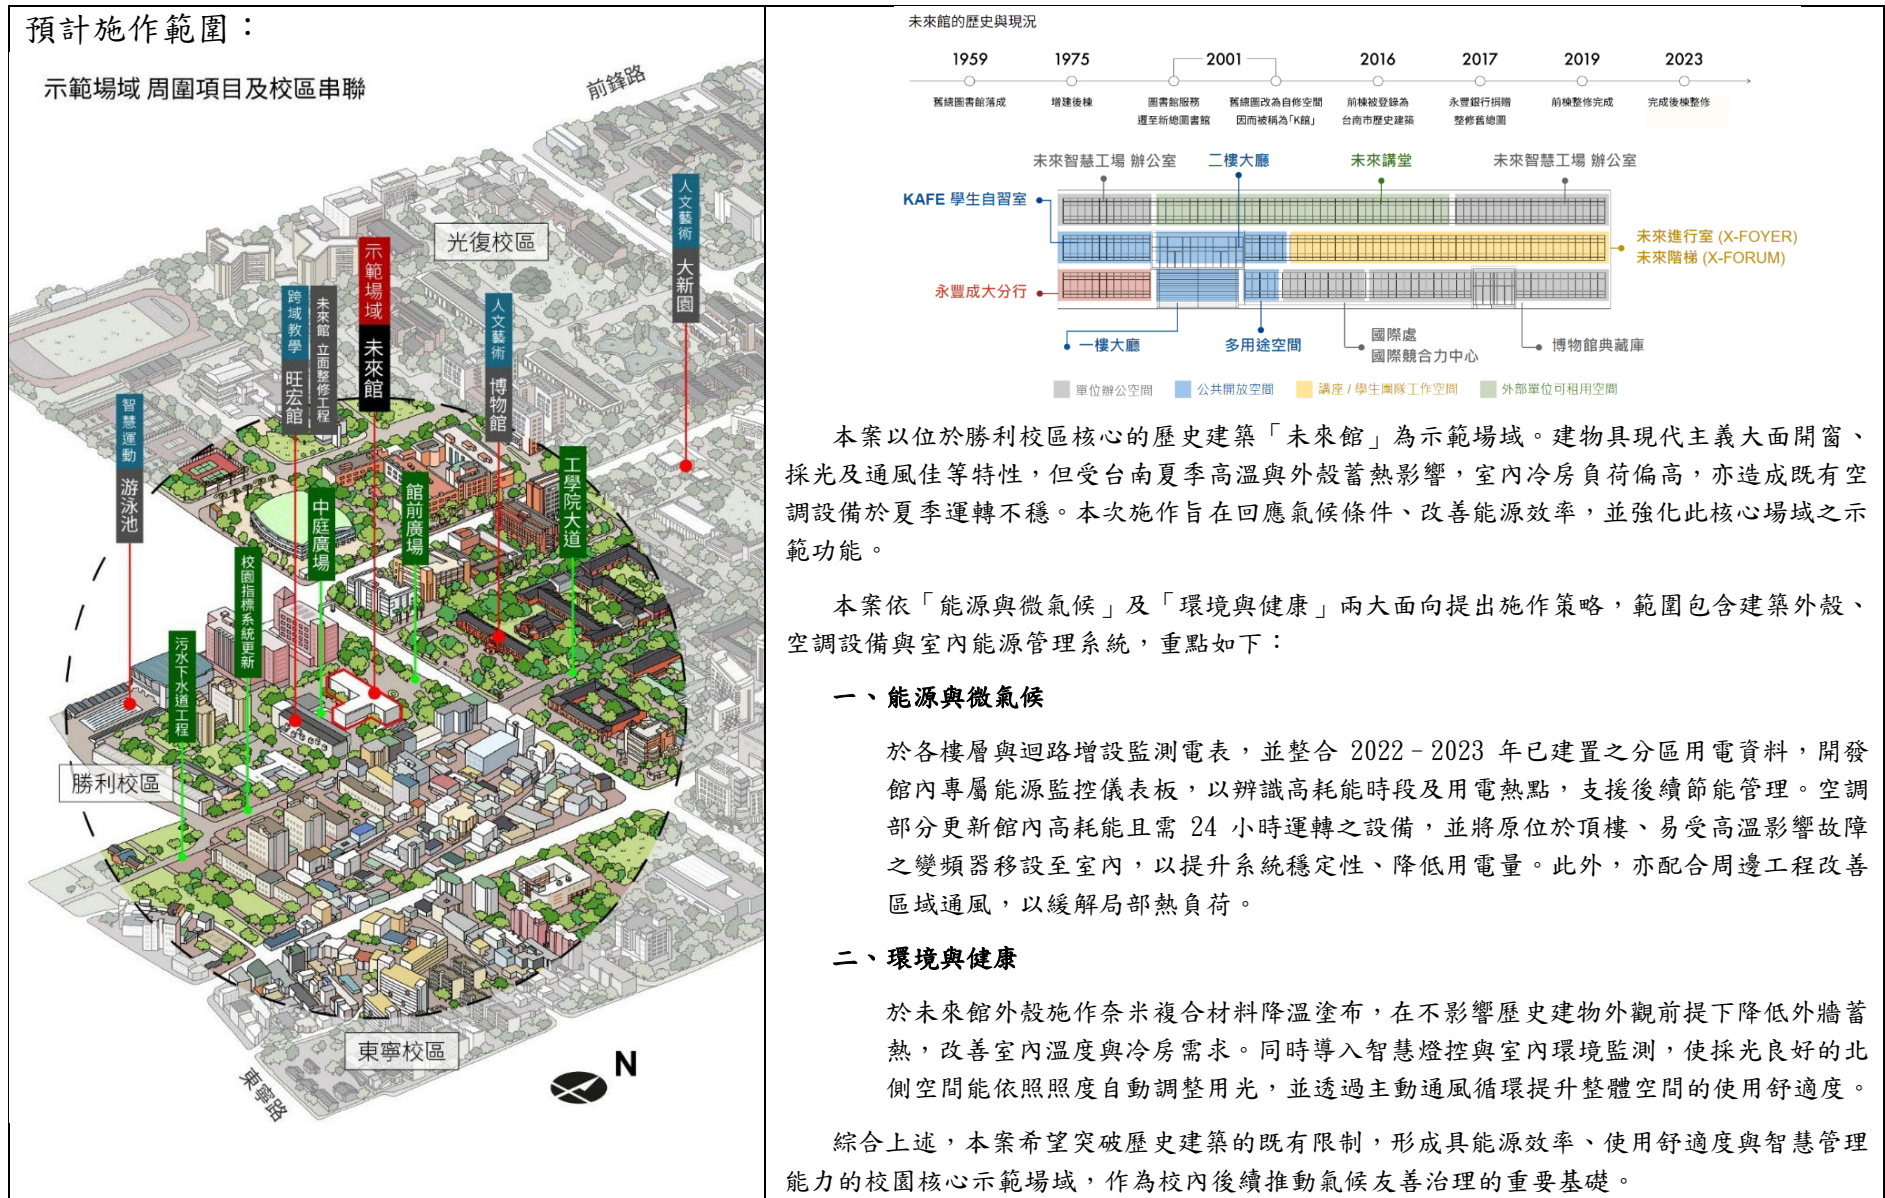 預計施作範圍：
示範場域 周圍項目及校區串聯
前鋒路
人文藝術
大新園
光復校區
示範場域
未來館
跨域教學
旺宏館
未來館 立面整修工程
人文藝術
博物館
智慧運動
游泳池
中庭廣場
館前廣場
工學院大道
校園指標系統更新
污水下水道工程
勝利校區
東寧校區
東寧路
N
未來館的歷史與現況
1959
1975
2001
2016
2017
2019
2023
舊總圖書館落成
增建後棟
圖書館服務
遷至新總圖書館
舊總圖改為自修空間
因而被稱為「K館」
前棟被登錄為
台南市歷史建築
永豐銀行捐贈
整修舊總圖
前棟整修完成
完成後棟整修
未來智慧工場 辦公室
二樓大廳
未來講堂
未來智慧工場 辦公室
KAFE 學生自習室
未來進行室 (X-FOYER)
未來階梯 (X-FORUM)
永豐成大分行
一樓大廳
多用途空間
國際處
國際競合力中心
博物館典藏庫
單位辦公空間
公共開放空間
講座 / 學生團隊工作空間
外部單位可租用空間
本案以位於勝利校區核心的歷史建築「未來館」為示範場域。建物具現代主義大面開窗、
採光及通風佳等特性，但受台南夏季高溫與外殼蓄熱影響，室內冷房負荷偏高，亦造成既有空
調設備於夏季運轉不穩。本次施作旨在回應氣候條件、改善能源效率，並強化此核心場域之示
範功能。
本案依「能源與微氣候」及「環境與健康」兩大面向提出施作策略，範圍包含建築外殼、
空調設備與室內能源管理系統，重點如下：
一、能源與微氣候
於各樓層與迴路增設監測電表，並整合 2022–2023 年已建置之分區用電資料，開發
館內專屬能源監控儀表板，以辨識高耗能時段及用電熱點，支援後續節能管理。空調
部分更新館內高耗能且需 24 小時運轉之設備，並將原位於頂樓、易受高溫影響故障
之變頻器移設至室內，以提升系統穩定性、降低用電量。此外，亦配合周邊工程改善
區域通風，以緩解局部熱負荷。
二、環境與健康
於未來館外殼施作奈米複合材料降溫塗布，在不影響歷史建物外觀前提下降低外牆蓄
熱，改善室內溫度與冷房需求。同時導入智慧燈控與室內環境監測，使採光良好的北
側空間能依照照度自動調整用光，並透過主動通風循環提升整體空間的使用舒適度。
綜合上述，本案希望突破歷史建築的既有限制，形成具能源效率、使用舒適度與智慧管理
能力的校園核心示範場域，作為校內後續推動氣候友善治理的重要基礎。